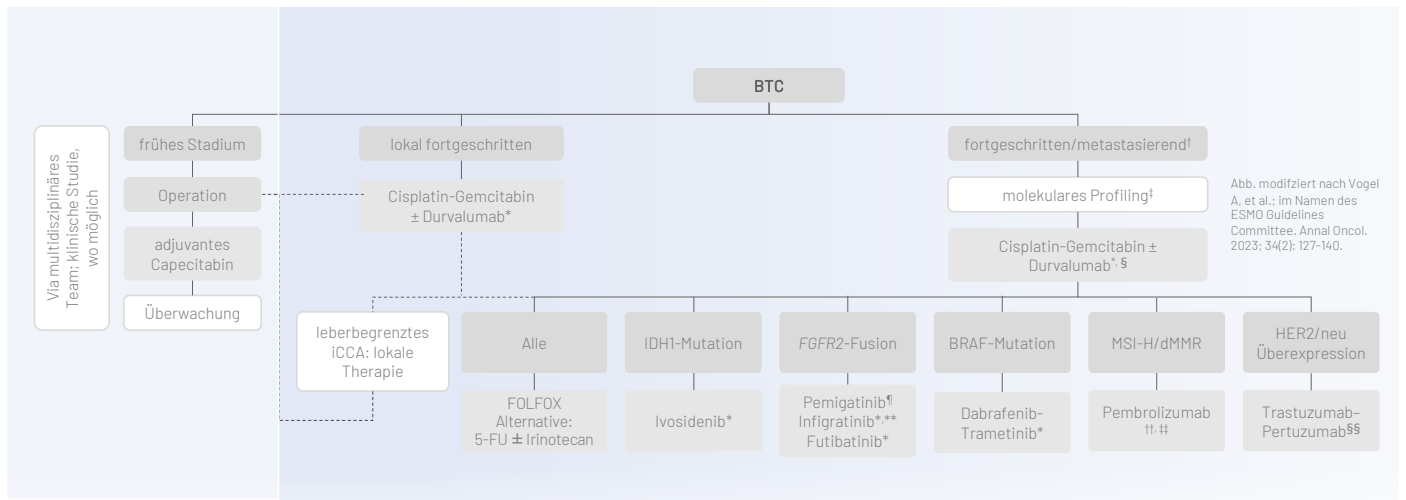 BTC
Via multidisziplinäres
Team; klinische Studie,
wo möglich
frühes Stadium
Operation
adjuvantes
Capecitabin
Überwachung
lokal fortgeschritten
Cisplatin-Gemcitabin
± Durvalumab*
fortgeschritten/metastasierend†
molekulares Profiling‡
Cisplatin-Gemcitabin ±
Durvalumab*, §
Abb. modifziert nach Vogel
A, et al.; im Namen des
ESMO Guidelines
Committee. Annal Oncol.
2023; 34(2): 127-140.
leberbegrenztes
iCCA: lokale
Therapie
Alle
FOLFOX
Alternative:
5-FU ± Irinotecan
IDH1-Mutation
Ivosidenib*
FGFR2-Fusion
Pemigatinib¶
Infigratinib*,**
Futibatinib*
BRAF-Mutation
Dabrafenib-
Trametinib*
MSI-H/dMMR
Pembrolizumab
††, ‡‡
HER2/neu
Überexpression
Trastuzumab–
Pertuzumab§§